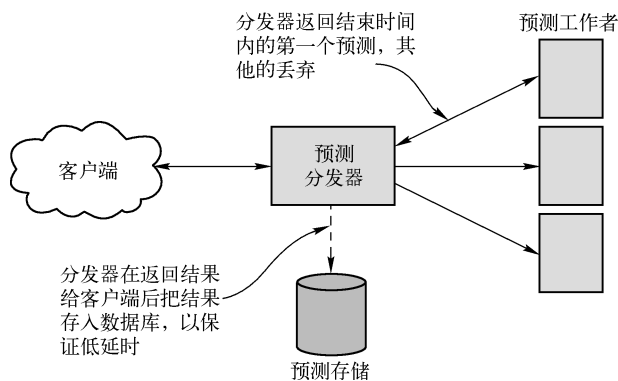 分发器返回结束时间
内的第一个预测，其
他的丢弃
预测工作者
客户端
预测
分发器
分发器在返回结果
给客户端后把结果
存入数据库，以保
证低延时
预测存储